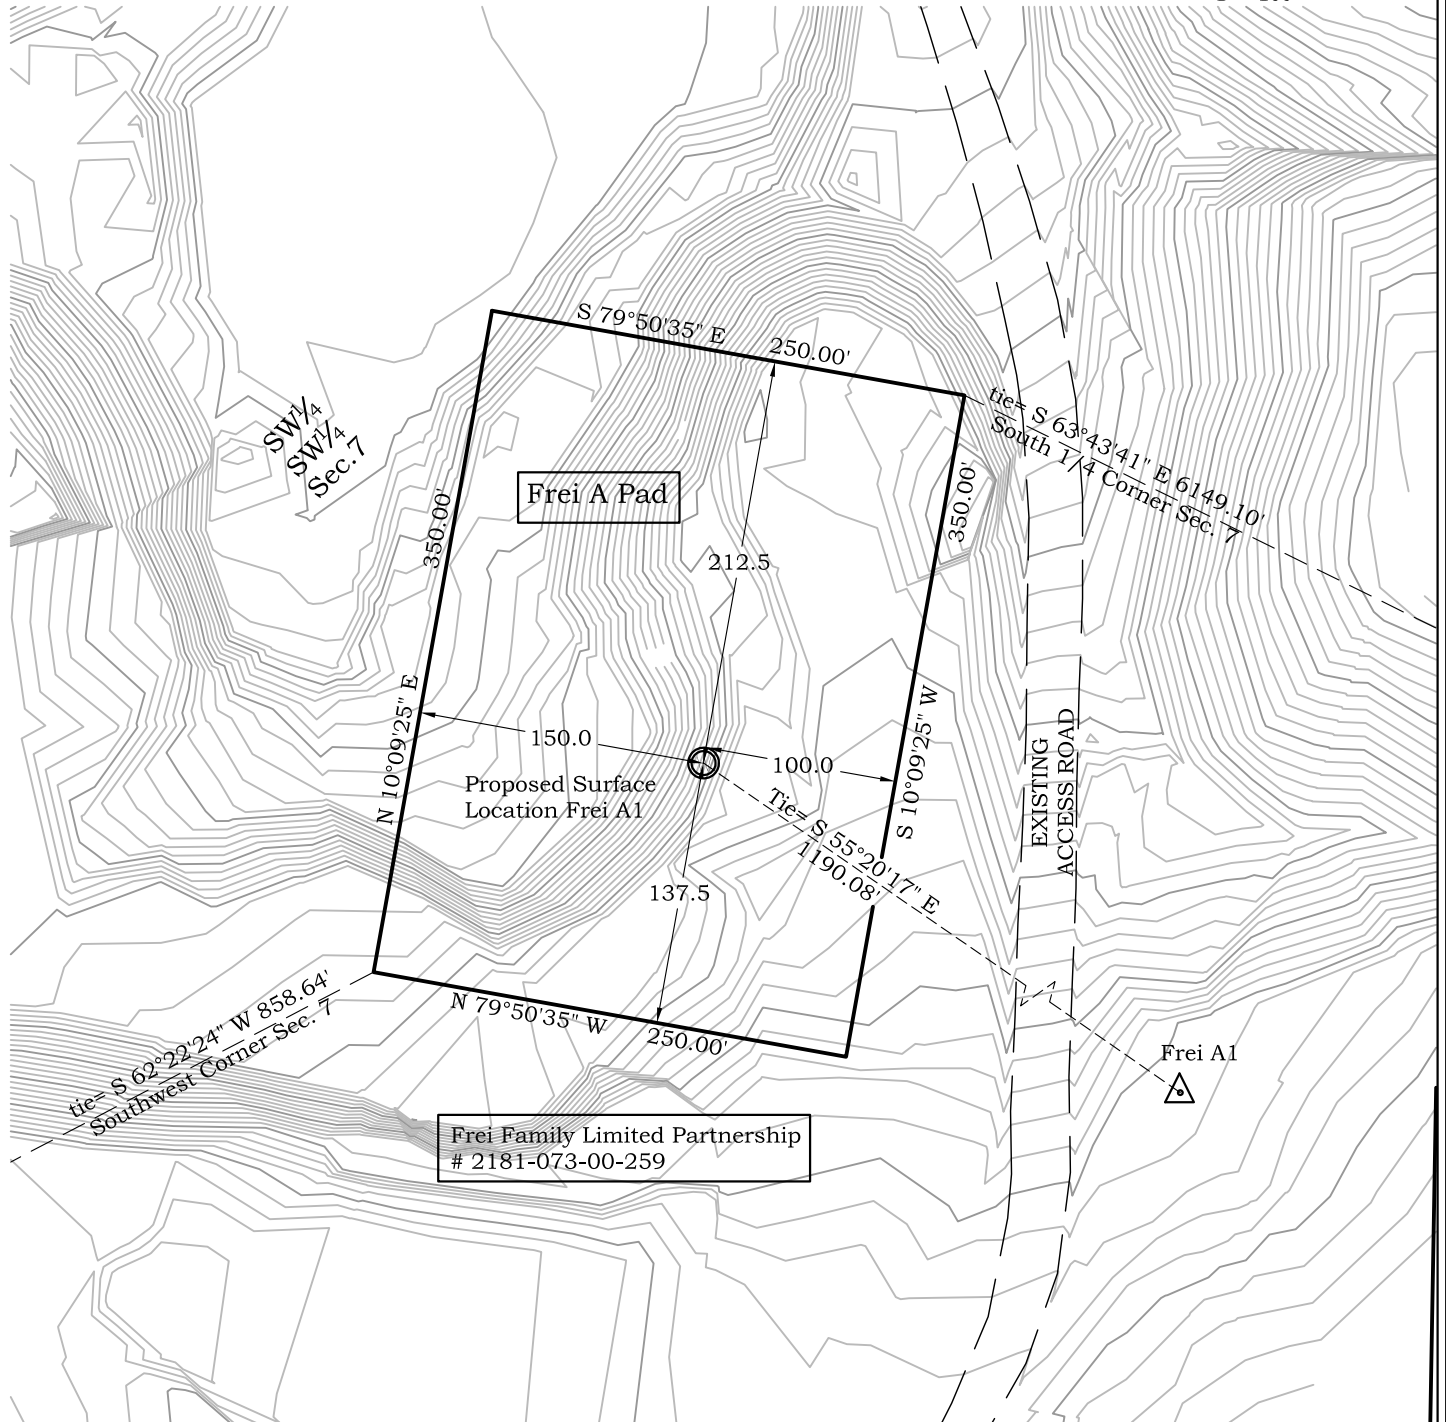 S 79°50'35" E
250.00'
SW¼
SW¼
Sec.7
tie= S 63°43'41" E 6149.10'
South 1/4 Corner Sec. 7
Frei A Pad
350.00'
350.00'
212.5
N 10°09'25" E
S 10°09'25" W
150.0
100.0
Proposed Surface
Location Frei A1
Tie= S 55°20'17" E
1190.08'
EXISTING
ACCESS ROAD
137.5
tie= S 62°22'24" W 858.64'
Southwest Corner Sec. 7
N 79°50'35" W
250.00'
Frei A1
Frei Family Limited Partnership
# 2181-073-00-259